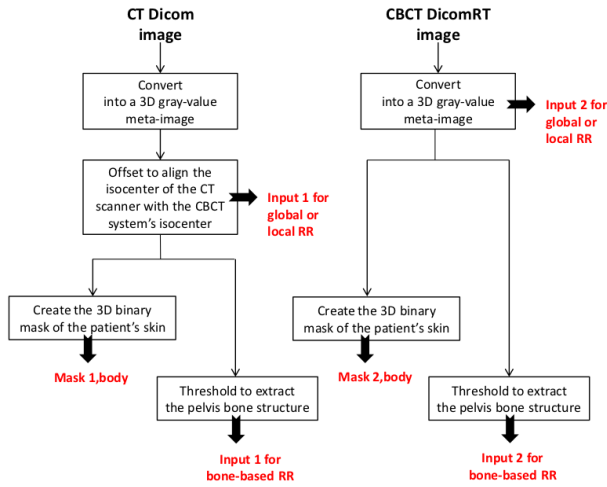 CT Dicom
image
Convert
into a 3D gray-value
meta-image
Offset to align the
isocenter of the CT
scanner with the CBCT
system's isocenter
Input 1 for
global or
local RR
Create the 3D binary
mask of the patient's skin
Mask 1,body
Threshold to extract
the pelvis bone structure
Input 1 for
bone-based RR
CBCT DicomRT
image
Convert
into a 3D gray-value
meta-image
Input 2 for
global or
local RR
Create the 3D binary
mask of the patient's skin
Mask 2,body
Threshold to extract
the pelvis bone structure
Input 2 for
bone-based RR